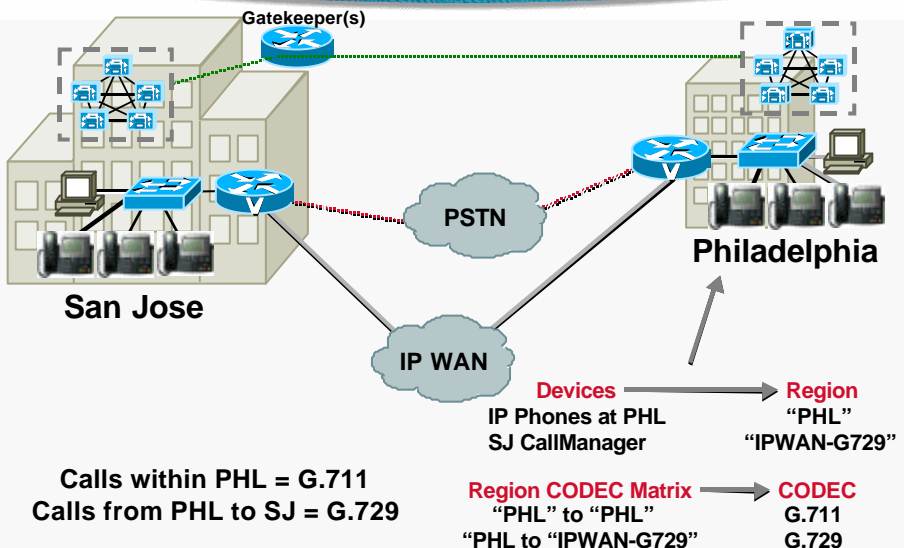 Gatekeeper(s)
V
V
PSTN
Philadelphia
San Jose
IP WAN
Devices Region
IP Phones at PHL “PHL”
SJ CallManager “IPWAN-G729”
Calls within PHL = G.711
Calls from PHL to SJ = G.729
Region CODEC Matrix CODEC
“PHL” to “PHL” G.711
“PHL to “IPWAN-G729” G.729